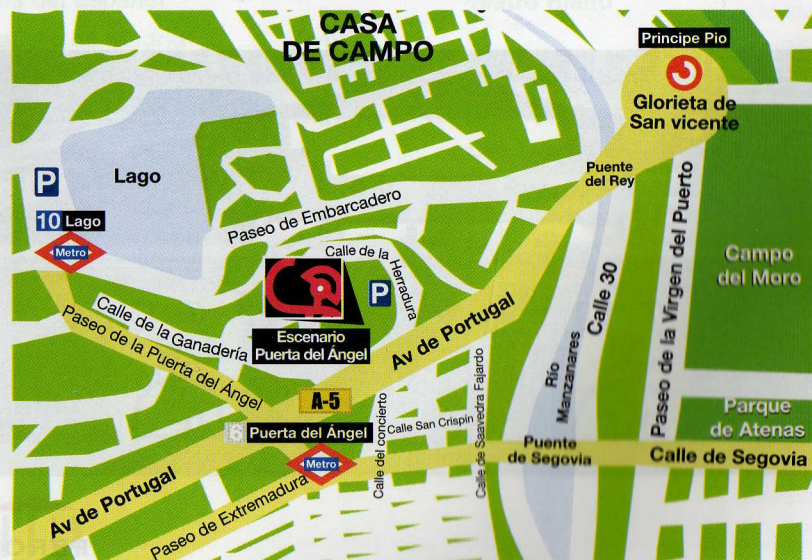 CASA
DE CAMPO
Principe Pio
Glorieta de
San vicente
Puente
del Rey
P
Lago
10 Lago
Metro
Paseo de Embarcadero
Calle de la Herradura
P
Campo
del Moro
Calle 30
Paseo de la Virgen del Puerto
Calle de la Ganadería
Paseo de la Puerta del Ángel
Escenario
Puerta del Ángel
Av de Portugal
Río
Manzanares
A-5
6 Puerta del Ángel
Metro
Calle del concierto
Calle San Crispín
Calle de Saavedra Fajardo
Parque
de Atenas
Puente
de Segovia
Calle de Segovia
Av de Portugal
Paseo de Extremadura